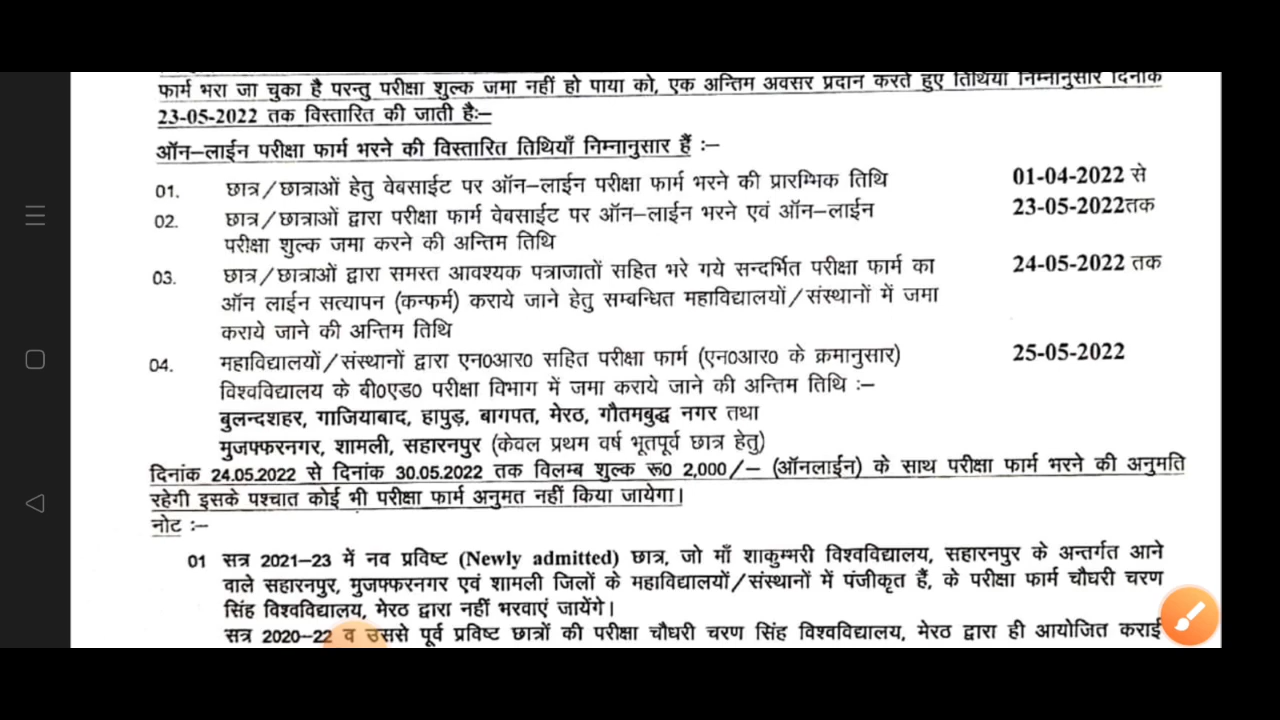 फार्म भरा जा चुका है परन्तु परीक्षा शुल्क जमा नहीं हो पाया को, एक अन्तिम अवसर प्रदान करते हुए तिथियां निम्नानुसार दिनांक
23-05-2022 तक विस्तारित की जाती हैः–
ऑन–लाईन परीक्षा फार्म भरने की विस्तारित तिथियाँ निम्नानुसार हैं :–
01. छात्र/छात्राओं हेतु वेबसाईट पर ऑन–लाईन परीक्षा फार्म भरने की प्रारम्भिक तिथि 01-04-2022 से
02. छात्र/छात्राओं द्वारा परीक्षा फार्म वेबसाईट पर ऑन–लाईन भरने एवं ऑन–लाईन 23-05-2022तक
परीक्षा शुल्क जमा करने की अन्तिम तिथि
03. छात्र/छात्राओं द्वारा समस्त आवश्यक पत्राजातों सहित भरे गये सन्दर्भित परीक्षा फार्म का 24-05-2022 तक
ऑन लाईन सत्यापन (कन्फर्म) कराये जाने हेतु सम्बन्धित महाविद्यालयों/संस्थानों में जमा
कराये जाने की अन्तिम तिथि
04. महाविद्यालयों/संस्थानों द्वारा एन0आर0 सहित परीक्षा फार्म (एन0आर0 के क्रमानुसार) 25-05-2022
विश्वविद्यालय के बी0एड0 परीक्षा विभाग में जमा कराये जाने की अन्तिम तिथि :–
बुलन्दशहर, गाजियाबाद, हापुड़, बागपत, मेरठ, गौतमबुद्ध नगर तथा
मुजफ्फरनगर, शामली, सहारनपुर (केवल प्रथम वर्ष भूतपूर्व छात्र हेतु)
दिनांक 24.05.2022 से दिनांक 30.05.2022 तक विलम्ब शुल्क रू0 2,000/– (ऑनलाईन) के साथ परीक्षा फार्म भरने की अनुमति
रहेगी इसके पश्चात कोई भी परीक्षा फार्म अनुमत नहीं किया जायेगा।
नोट :–
01 सत्र 2021–23 में नव प्रविष्ट (Newly admitted) छात्र, जो माँ शाकुम्मरी विश्वविद्यालय, सहारनपुर के अन्तर्गत आने
वाले सहारनपुर, मुजफ्फरनगर एवं शामली जिलों के महाविद्यालयों/संस्थानों में पंजीकृत हैं, के परीक्षा फार्म चौधरी चरण
सिंह विश्वविद्यालय, मेरठ द्वारा नहीं भरवाएं जायेंगे।
सत्र 2020–22 व उससे पूर्व प्रविष्ट छात्रों की परीक्षा चौधरी चरण सिंह विश्वविद्यालय, मेरठ द्वारा ही आयोजित कराई